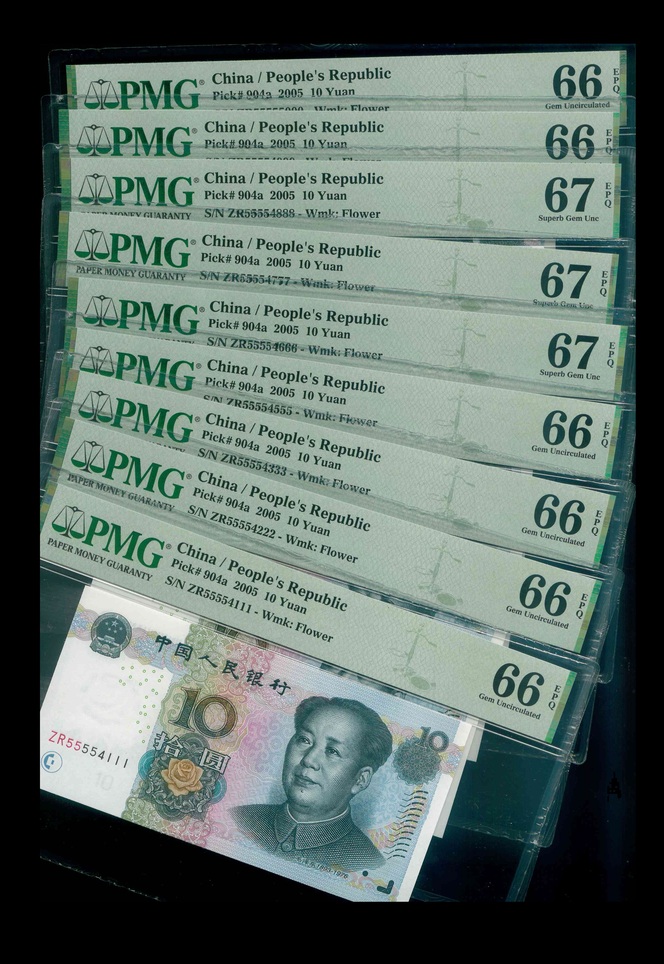 PMG®
China / People's Republic
Pick# 904a 2005 10 Yuan
Wmk: Flower
66 EPQ
Gem Uncirculated
PMG®
China / People's Republic
Pick# 904a 2005 10 Yuan
66 EPQ
PMG®
China / People's Republic
Pick# 904a 2005 10 Yuan
PAPER MONEY GUARANTY
S/N ZR55554888 - Wmk: Flower
67 EPQ
Superb Gem Unc
PMG®
China / People's Republic
Pick# 904a 2005 10 Yuan
PAPER MONEY GUARANTY
S/N ZR55554777 - Wmk: Flower
67 EPQ
Superb Gem Unc
PMG®
China / People's Republic
Pick# 904a 2005 10 Yuan
S/N ZR55554666 - Wmk: Flower
67 EPQ
Superb Gem Unc
PMG®
China / People's Republic
Pick# 904a 2005 10 Yuan
S/N ZR55554555 - Wmk: Flower
66 EPQ
Gem Uncirculated
PMG®
China / People's Republic
Pick# 904a 2005 10 Yuan
S/N ZR55554333 - Wmk: Flower
66 EPQ
Gem Uncirculated
PMG®
China / People's Republic
Pick# 904a 2005 10 Yuan
PAPER MONEY GUARANTY
S/N ZR55554222 - Wmk: Flower
66 EPQ
Gem Uncirculated
PMG®
China / People's Republic
Pick# 904a 2005 10 Yuan
PAPER MONEY GUARANTY
S/N ZR55554111 - Wmk: Flower
66 EPQ
Gem Uncirculated
中国人民银行
10
10
ZR55554111
拾圆
10